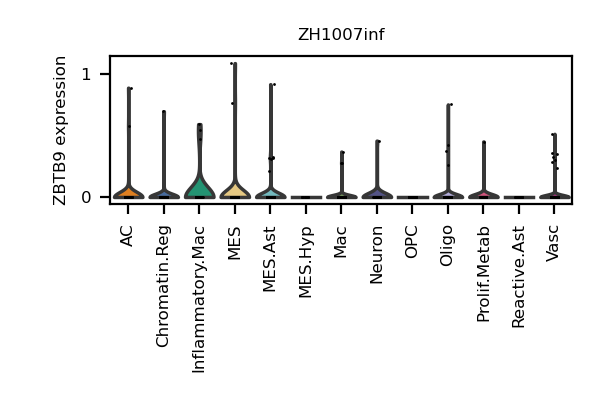 ZH1007inf
ZBTB9 expression
1
0
AC
Chromatin.Reg
Inflammatory.Mac
MES
MES.Ast
MES.Hyp
Mac
Neuron
OPC
Oligo
Prolif.Metab
Reactive.Ast
Vasc